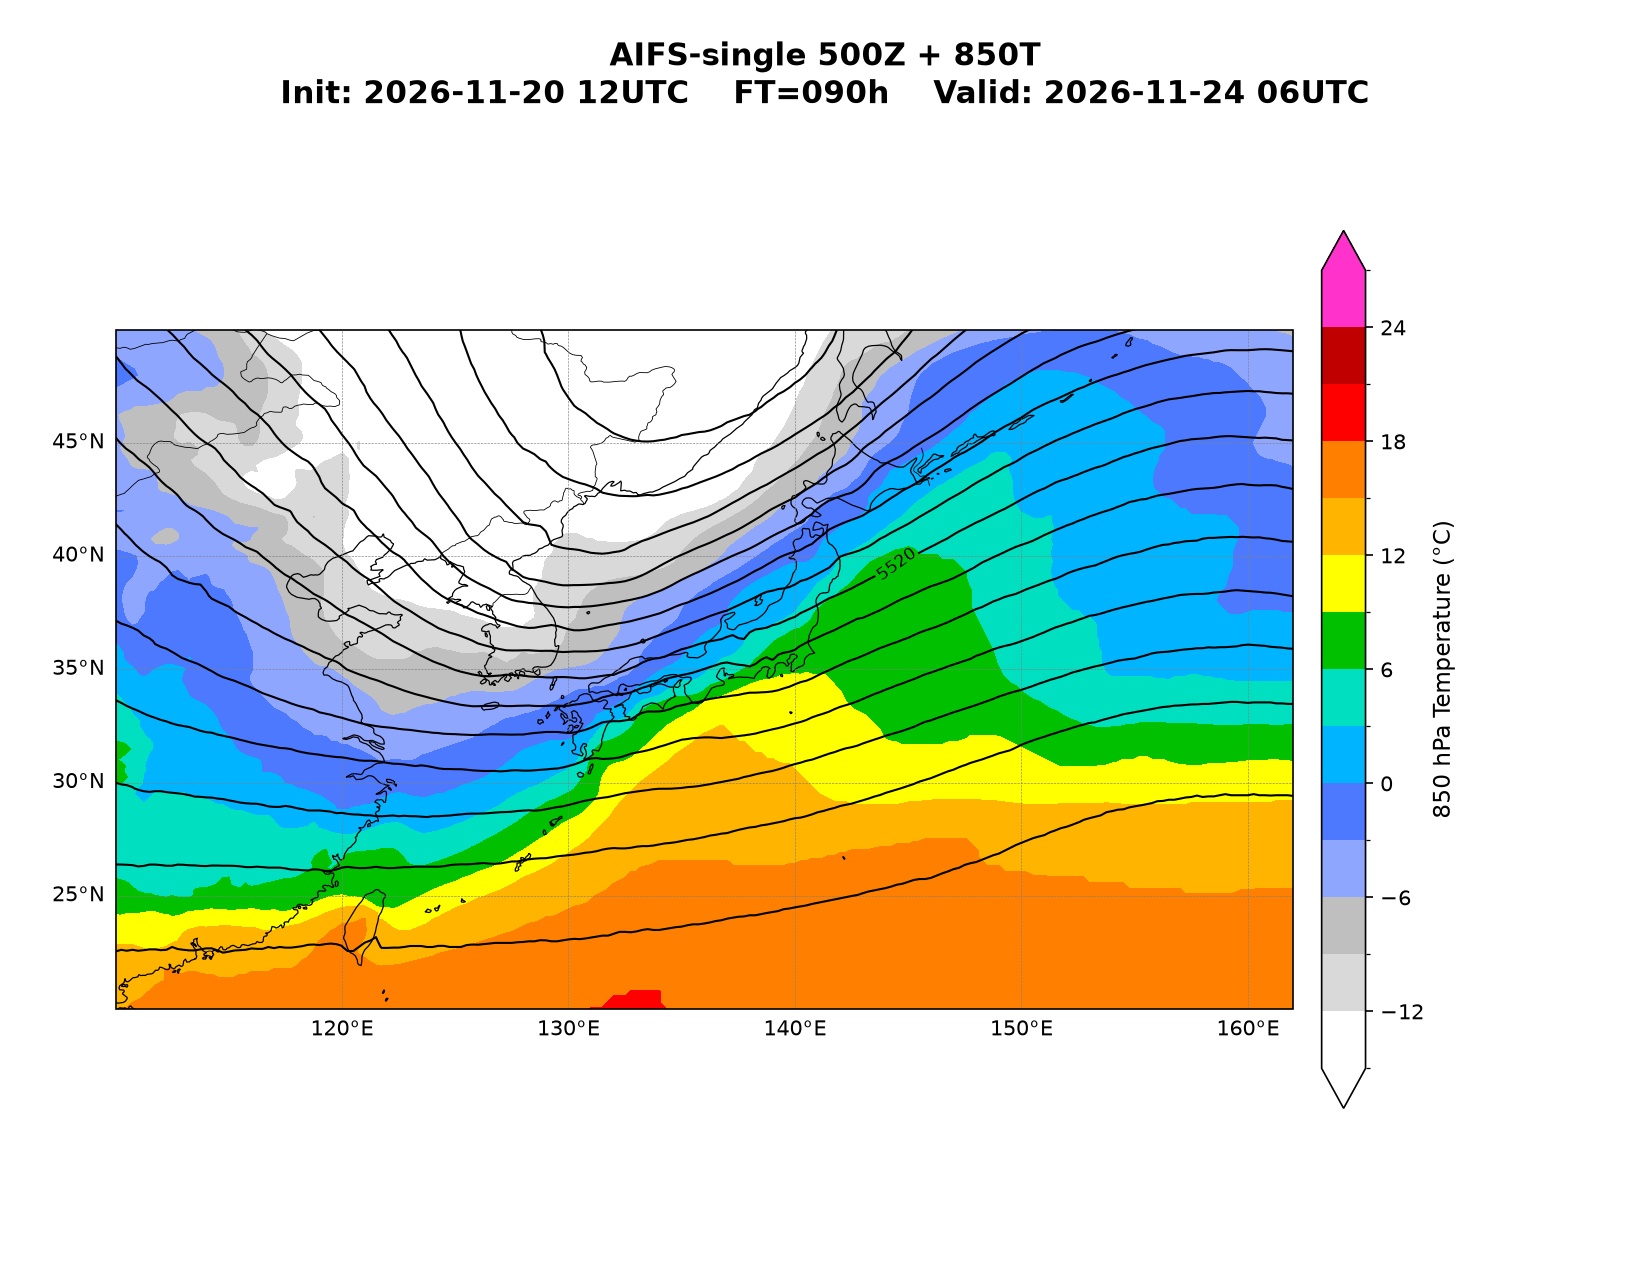 AIFS-single 500Z + 850T
Init: 2026-11-20 12UTC    FT=090h    Valid: 2026-11-24 06UTC
24
18
12
6
0
−6
−12
850 hPa Temperature (°C)
45°N
40°N
35°N
30°N
25°N
5520
120°E
130°E
140°E
150°E
160°E